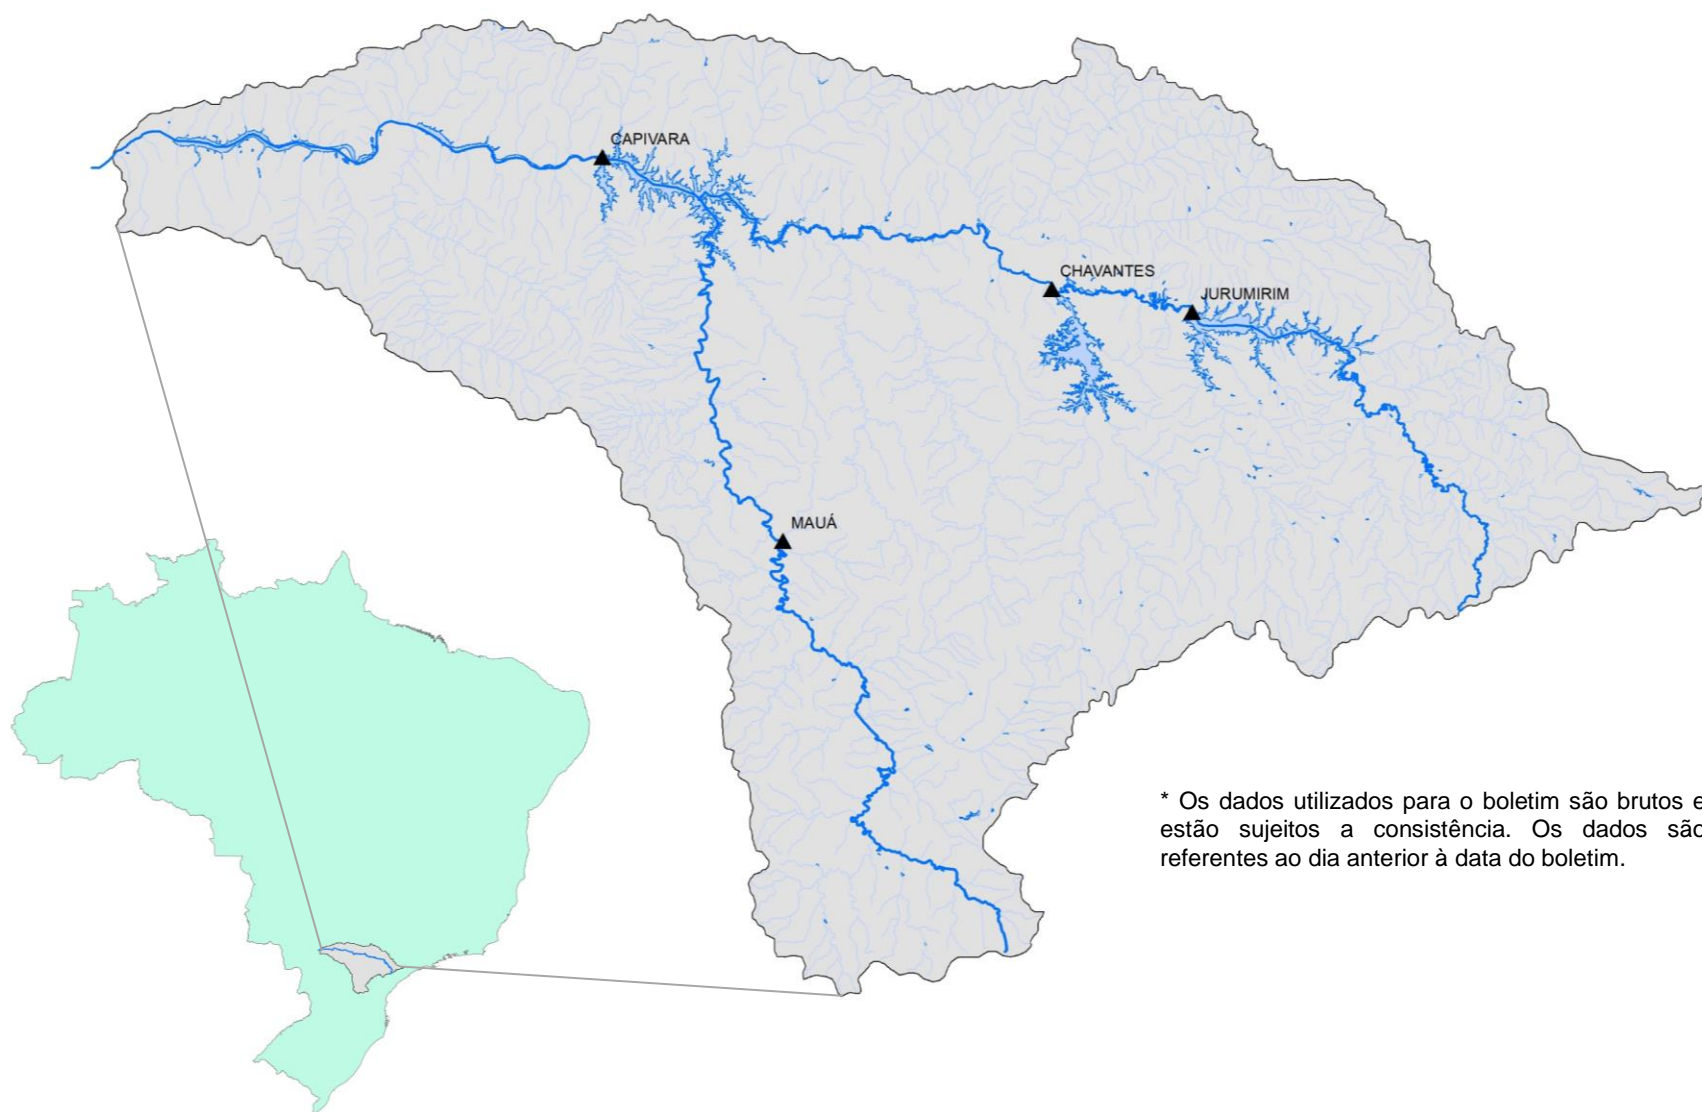 CAPIVARA
CHAVANTES
JURUMIRIM
MAUÁ
* Os dados utilizados para o boletim são brutos e
estão sujeitos a consistência. Os dados são
referentes ao dia anterior à data do boletim.